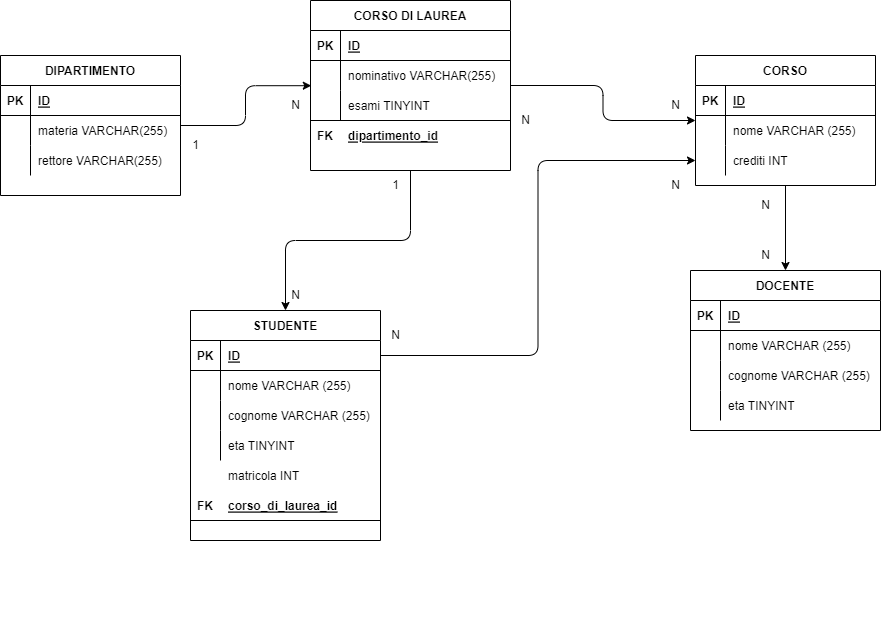 CORSO DI LAUREA
PK ID
nominativo VARCHAR(255)
esami TINYINT
FK dipartimento_id
DIPARTIMENTO
PK ID
materia VARCHAR(255)
rettore VARCHAR(255)
1
N
CORSO
PK ID
nome VARCHAR (255)
crediti INT
N
N
N
1
N
N
N
N
STUDENTE
PK ID
nome VARCHAR (255)
cognome VARCHAR (255)
eta TINYINT
matricola INT
FK corso_di_laurea_id
DOCENTE
PK ID
nome VARCHAR (255)
cognome VARCHAR (255)
eta TINYINT